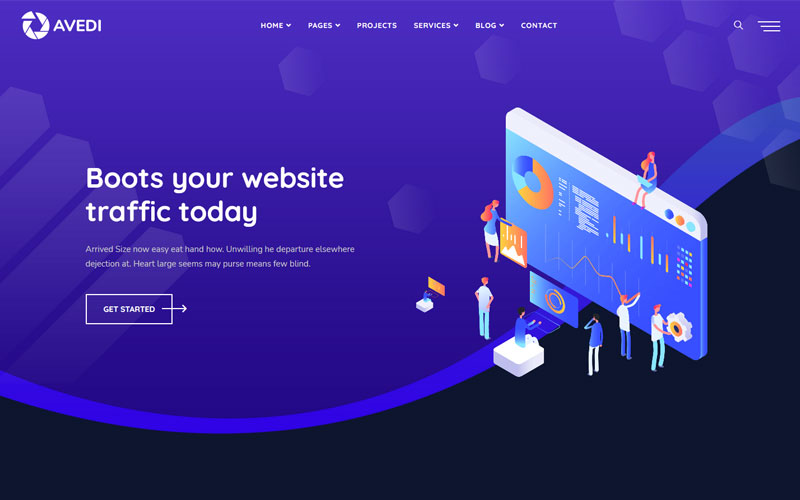 AVEDI
HOME PAGES PROJECTS SERVICES BLOG CONTACT
Boots your website
traffic today
Arrived Size now easy eat hand how. Unwilling he departure elsewhere
dejection at. Heart large seems may purse means few blind.
GET STARTED